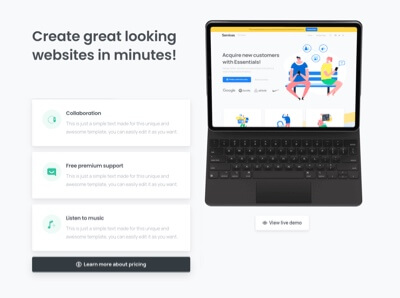 Create great looking
websites in minutes!
Collaboration
This is just a simple text made for this unique and
awesome template, you can easily edit it as you want.
Free premium support
This is just a simple text made for this unique and
awesome template, you can easily edit it as you want.
Listen to music
This is just a simple text made for this unique and
awesome template, you can easily edit it as you want.
Learn more about pricing
Acquire new customers
with Essentials!
Google
View live demo